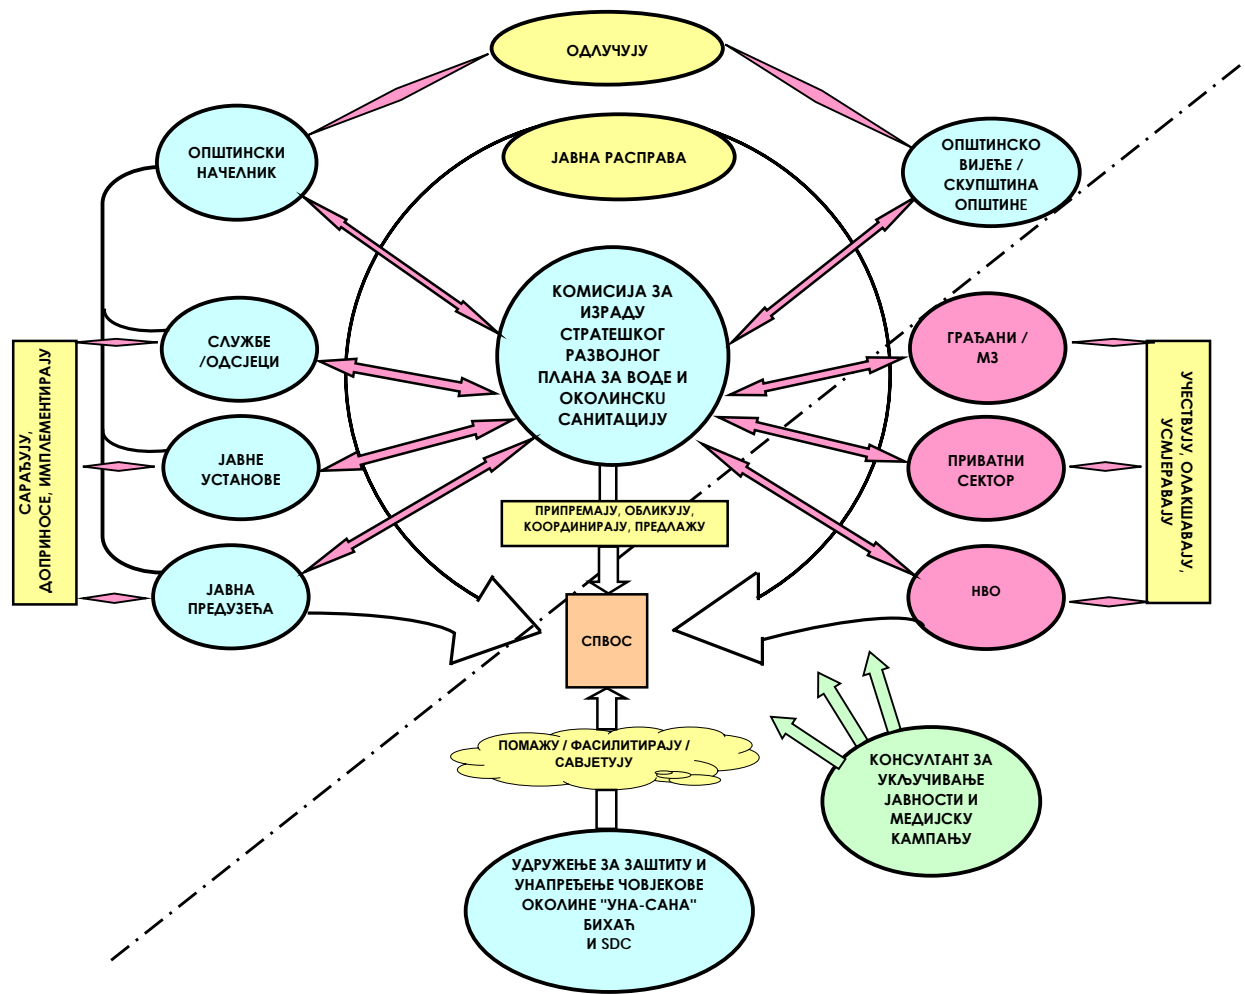 ОДЛУЧУЈУ
ОПШТИНСКИ
НАЧЕЛНИК
ЈАВНА РАСПРАВА
ОПШТИНСКО
ВИЈЕЋЕ /
СКУПШТИНА
ОПШТИНЕ
КОМИСИЈА ЗА
ИЗРАДУ
СТРАТЕШКОГ
РАЗВОЈНОГ
ПЛАНА ЗА ВОДЕ И
ОКОЛИНСКU
САНИТАЦИЈУ
СЛУЖБЕ
/ОДСЈЕЦИ
ГРАЂАНИ /
МЗ
САРАЂУЈУ,
ДОПРИНОСЕ, ИМПЛЕМЕНТИРАЈУ
УЧЕСТВУЈУ, ОЛАКШАВАЈУ,
УСМЈЕРАВАЈУ
ЈАВНЕ
УСТАНОВЕ
ПРИВАТНИ
СЕКТОР
ПРИПРЕМАЈУ, ОБЛИКУЈУ,
КООРДИНИРАЈУ, ПРЕДЛАЖУ
ЈАВНА
ПРЕДУЗЕЋА
НВО
СПВОС
ПОМАЖУ / ФАСИЛИТИРАЈУ /
САВЈЕТУЈУ
КОНСУЛТАНТ ЗА
УКЉУЧИВАЊЕ
ЈАВНОСТИ И
МЕДИЈСКУ
КАМПАЊУ
УДРУЖЕЊЕ ЗА ЗАШТИТУ И
УНАПРЕЂЕЊЕ ЧОВЈЕКОВЕ
ОКОЛИНЕ "УНА-САНА"
БИХАЋ
И SDC